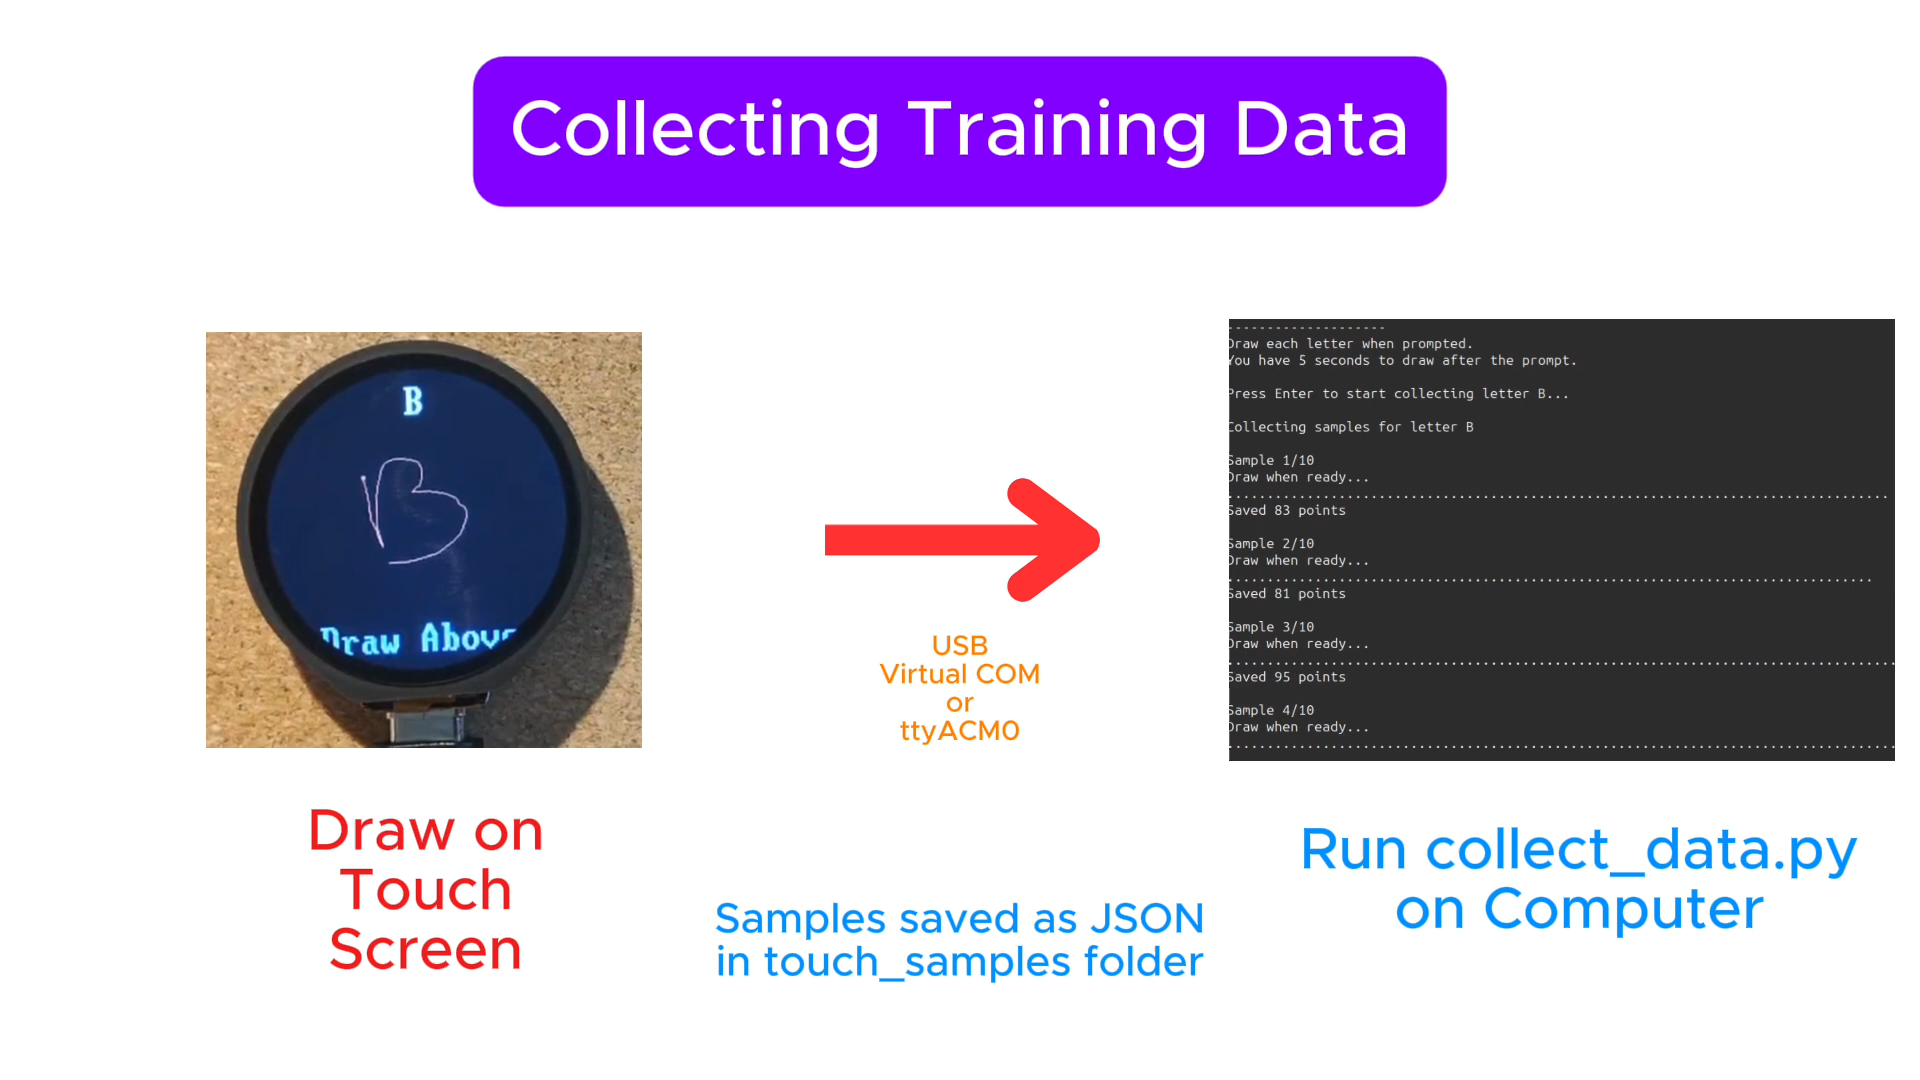 Collecting Training Data
B
B
Draw Above
Draw on
Touch
Screen
USB
Virtual COM
or
ttyACM0
Samples saved as JSON
in touch_samples folder
--------------------
Draw each letter when prompted.
You have 5 seconds to draw after the prompt.
Press Enter to start collecting letter B...
Collecting samples for letter B
Sample 1/10
Draw when ready...
...................................................................................
Saved 83 points
Sample 2/10
Draw when ready...
.................................................................................
Saved 81 points
Sample 3/10
Draw when ready...
....................................................................................
Saved 95 points
Sample 4/10
Draw when ready...
....................................................................................
Run collect_data.py
on Computer